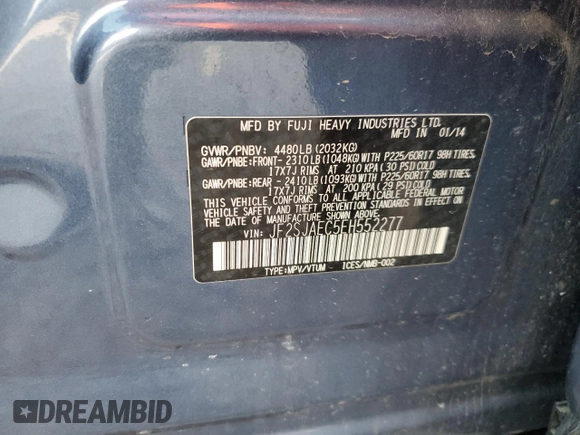 MFD BY FUJI HEAVY INDUSTRIES LTD.
MFD IN 01/14
GVWR/PNBV: 4480LB (2032KG)
GAWR/PNBE:FRONT-2310LB(1048KG)WITH P225/60R17 98H TIRES,
17X7J RIMS AT 210 KPA (30 PSI)COLD
GAWR/PNBE:REAR -2410LB(1093KG)WITH P225/60R17 98H TIRES,
17X7J RIMS AT 200 KPA (29 PSI)COLD
THIS VEHICLE CONFORMS TO ALL APPLICABLE FEDERAL MOTOR
VEHICLE SAFETY STANDARDS IN EFFECT ON THE DATE OF
MANUFACTURE SHOWN ABOVE.
VIN: JF2SJAEC5EH552277
TYPE:MPV/VTUM ICES/NMB-002
DREAMBID